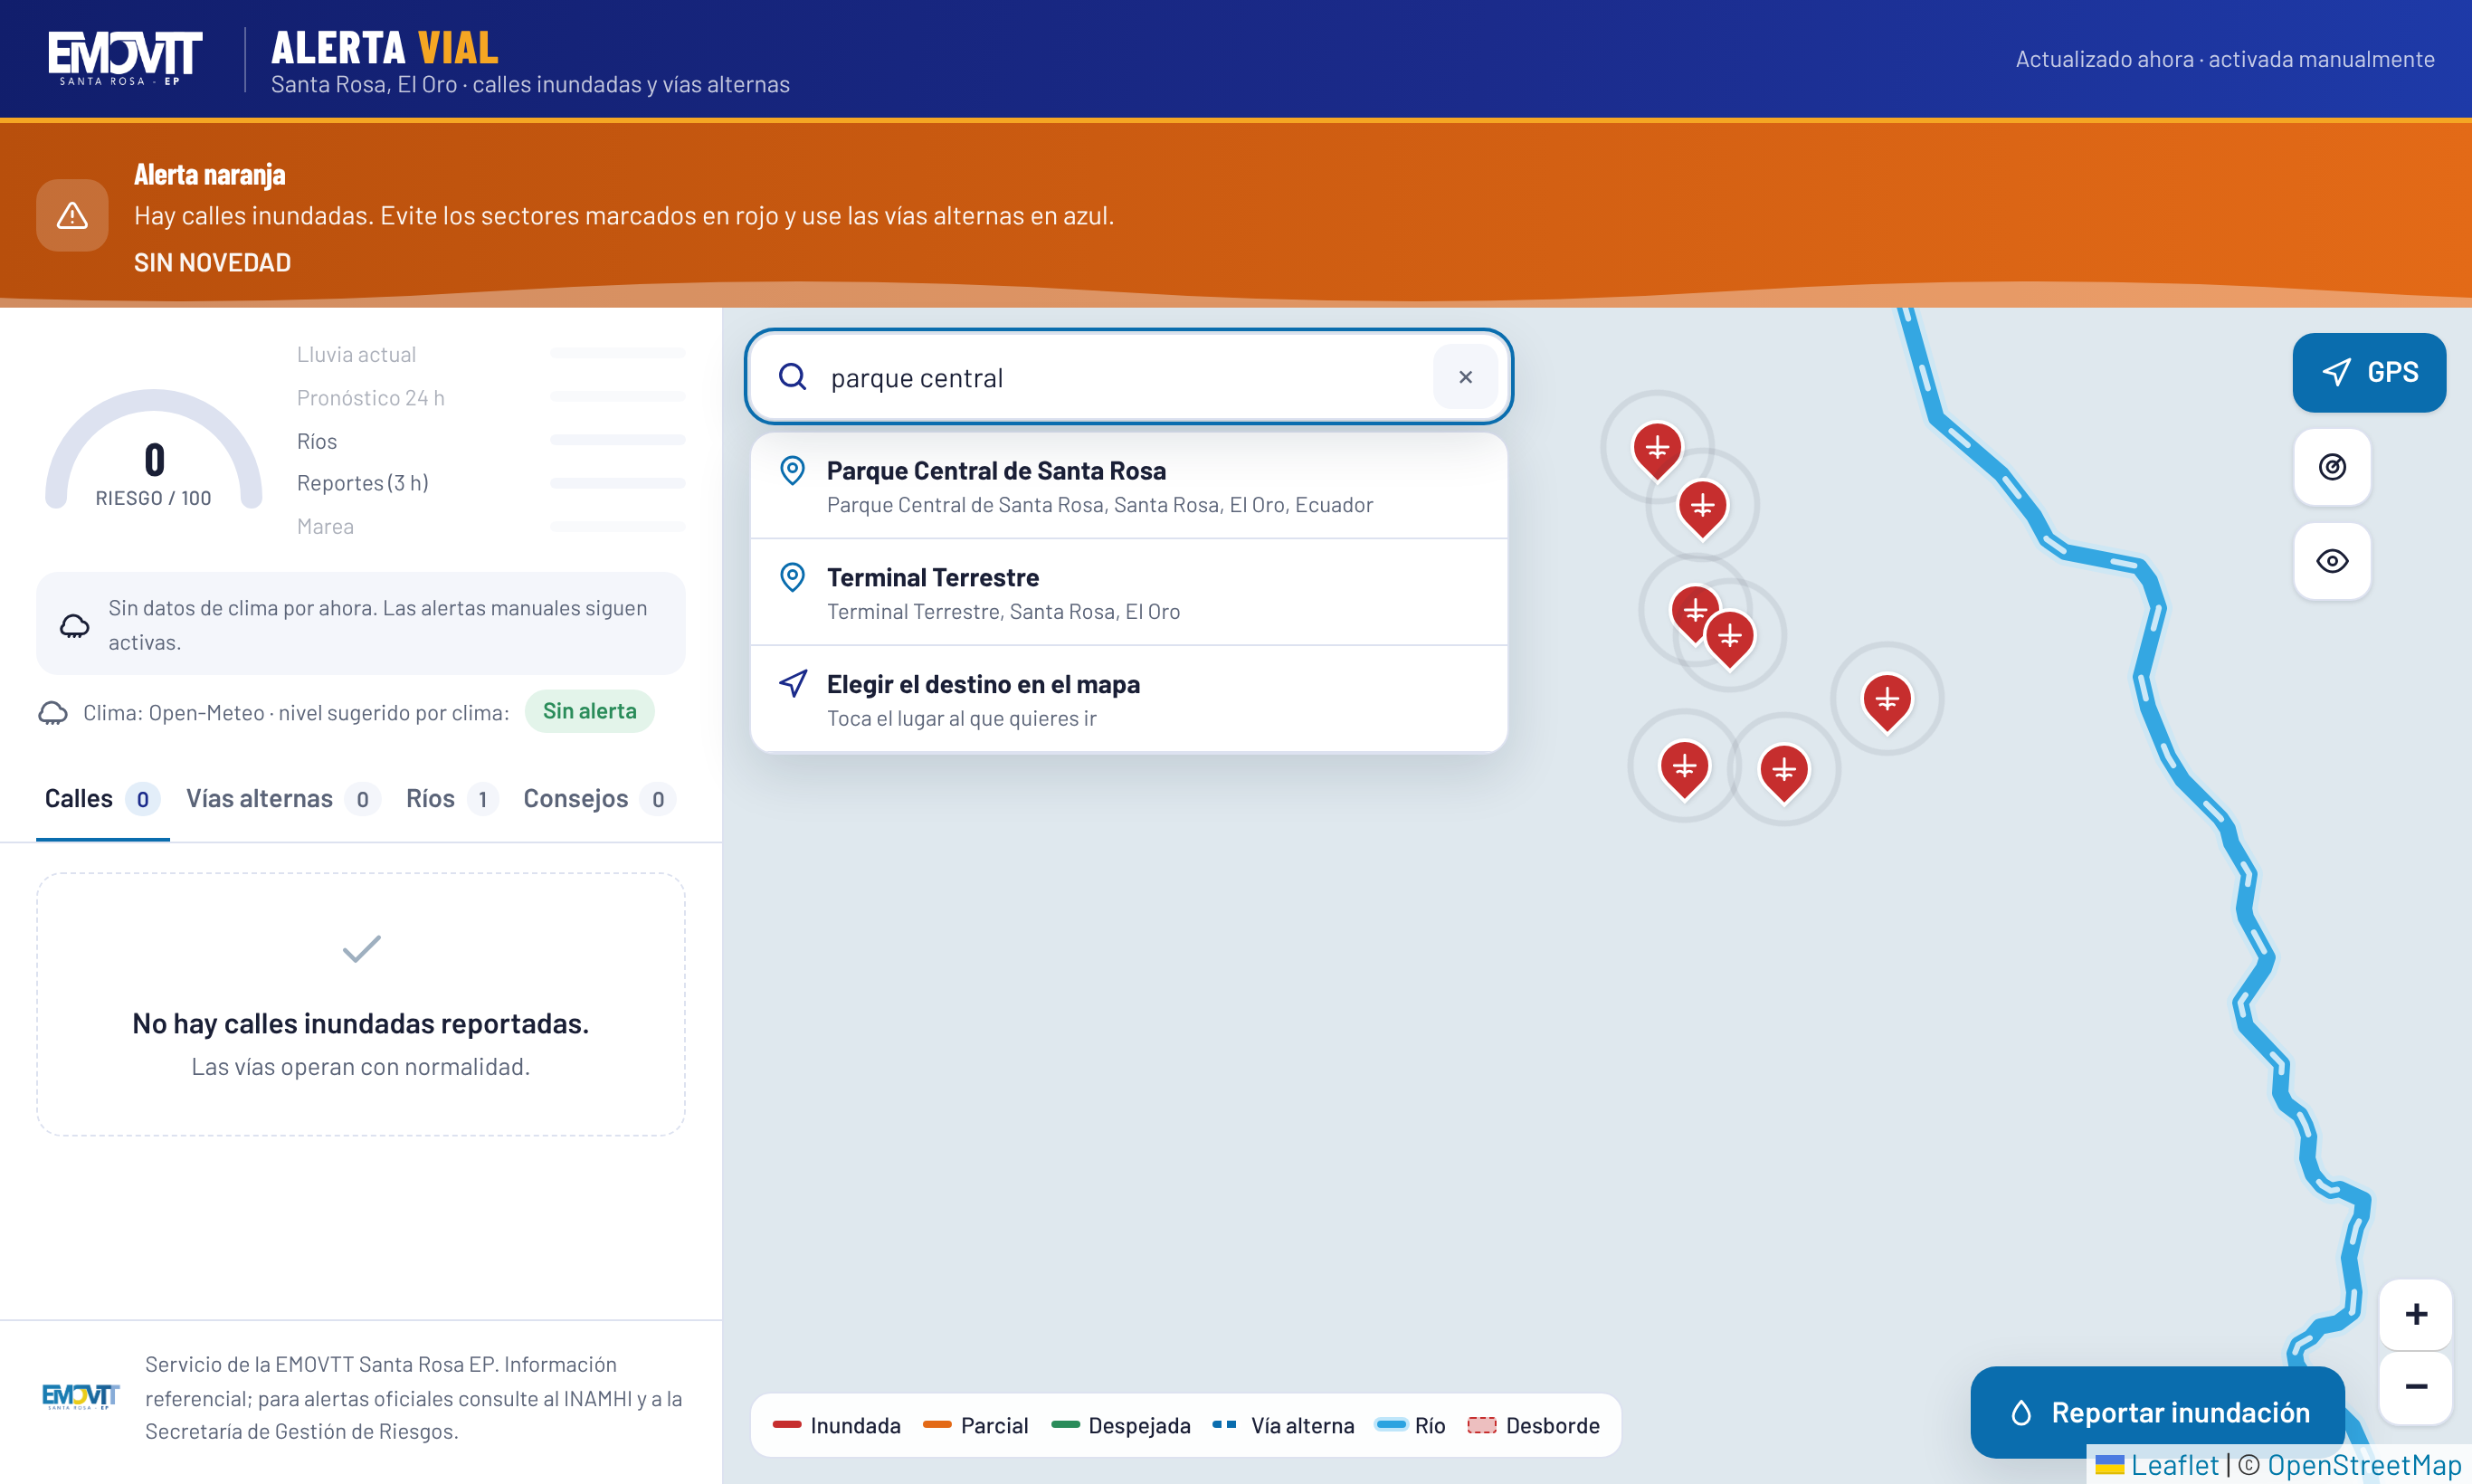 EMOVTT
SANTA ROSA - EP
ALERTA VIAL
Santa Rosa, El Oro · calles inundadas y vías alternas
Actualizado ahora · activada manualmente
Alerta naranja
Hay calles inundadas. Evite los sectores marcados en rojo y use las vías alternas en azul.
SIN NOVEDAD
0
RIESGO / 100
Lluvia actual
Pronóstico 24 h
Ríos
Reportes (3 h)
Marea
Sin datos de clima por ahora. Las alertas manuales siguen
activas.
Clima: Open-Meteo · nivel sugerido por clima: Sin alerta
Calles 0 Vías alternas 0 Ríos 1 Consejos 0
No hay calles inundadas reportadas.
Las vías operan con normalidad.
EMOVTT
SANTA ROSA - EP
Servicio de la EMOVTT Santa Rosa EP. Información
referencial; para alertas oficiales consulte al INAMHI y a la
Secretaría de Gestión de Riesgos.
parque central ×
Parque Central de Santa Rosa
Parque Central de Santa Rosa, Santa Rosa, El Oro, Ecuador
Terminal Terrestre
Terminal Terrestre, Santa Rosa, El Oro
Elegir el destino en el mapa
Toca el lugar al que quieres ir
GPS
+
−
Inundada Parcial Despejada Vía alterna Río Desborde
Reportar inundación
Leaflet | © OpenStreetMap